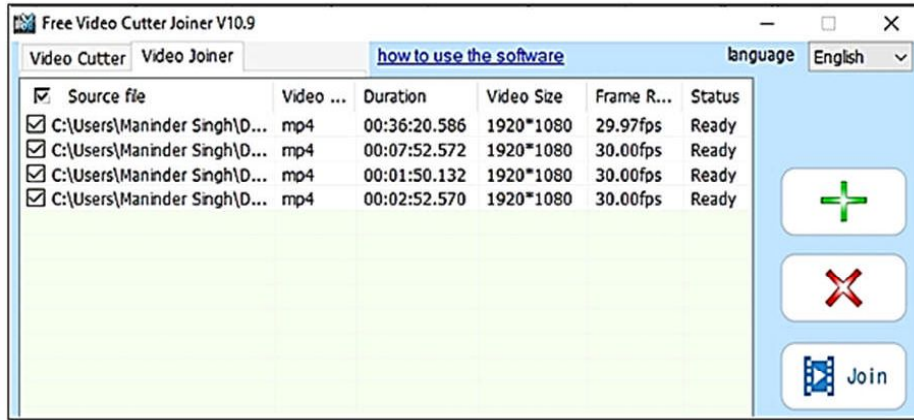 Free Video Cutter Joiner V10.9
Video Cutter Video Joiner how to use the software language English
Source file Video ... Duration Video Size Frame R... Status
C:\Users\Maninder Singh\D... mp4 00:36:20.586 1920*1080 29.97fps Ready
C:\Users\Maninder Singh\D... mp4 00:07:52.572 1920*1080 30.00fps Ready
C:\Users\Maninder Singh\D... mp4 00:01:50.132 1920*1080 30.00fps Ready
C:\Users\Maninder Singh\D... mp4 00:02:52.570 1920*1080 30.00fps Ready
Join